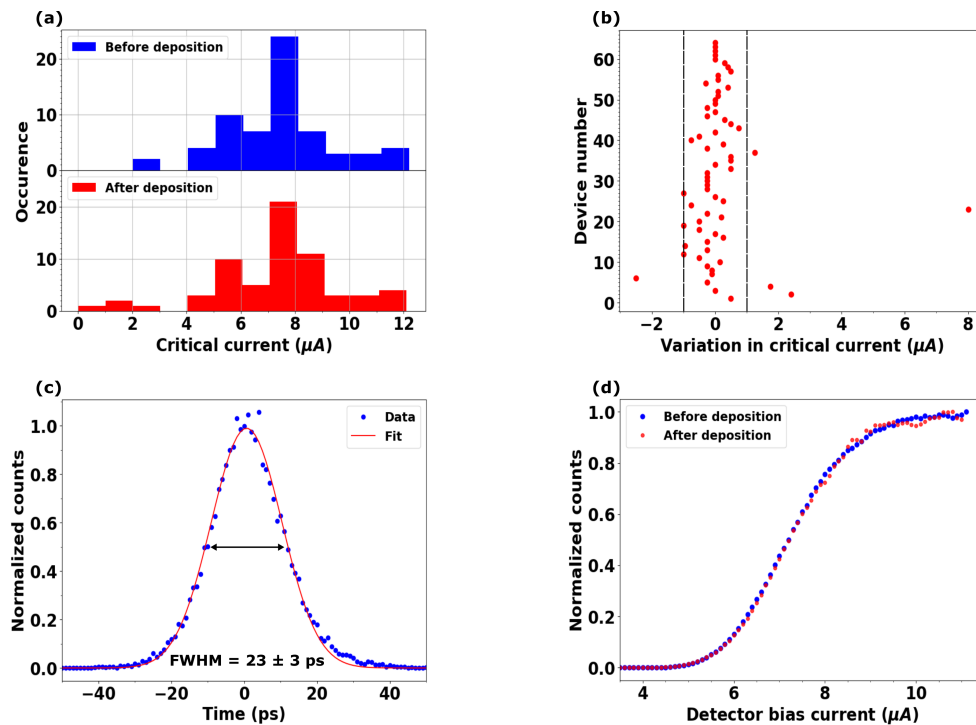 (a)
Before deposition
20
10
0
After deposition
20
10
0
Occurence
0 2 4 6 8 10 12
Critical current (μA)
(b)
60
50
40
30
20
10
0
Device number
−2 0 2 4 6 8
Variation in critical current (μA)
(c)
Data
Fit
1.0
0.8
0.6
0.4
0.2
0.0
Normalized counts
FWHM = 23 ± 3 ps
−40 −20 0 20 40
Time (ps)
(d)
Before deposition
After deposition
1.0
0.8
0.6
0.4
0.2
0.0
Normalized counts
4 6 8 10
Detector bias current (μA)